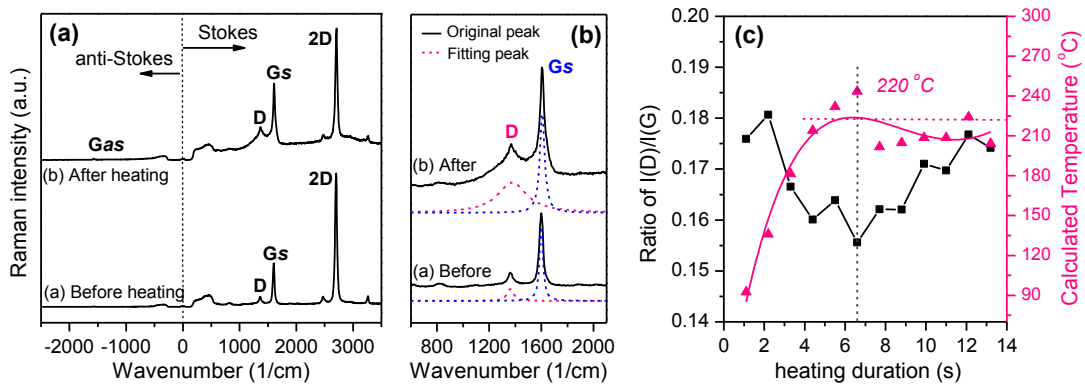 (a)
Stokes
anti-Stokes
2D
Gs
D
Gas
(b) After heating
2D
Gs
D
(a) Before heating
Raman intensity (a.u.)
-2000 -1000 0 1000 2000 3000
Wavenumber (1/cm)
(b)
Original peak
Fitting peak
Gs
D
(b) After
(a) Before
800 1200 1600 2000
Wavenumber (1/cm)
(c)
220 °C
Ratio of I(D)/I(G)
0.20
0.19
0.18
0.17
0.16
0.15
0.14
0 2 4 6 8 10 12 14
heating duration (s)
300
270
240
210
180
150
120
90
Calculated Temperature (°C)